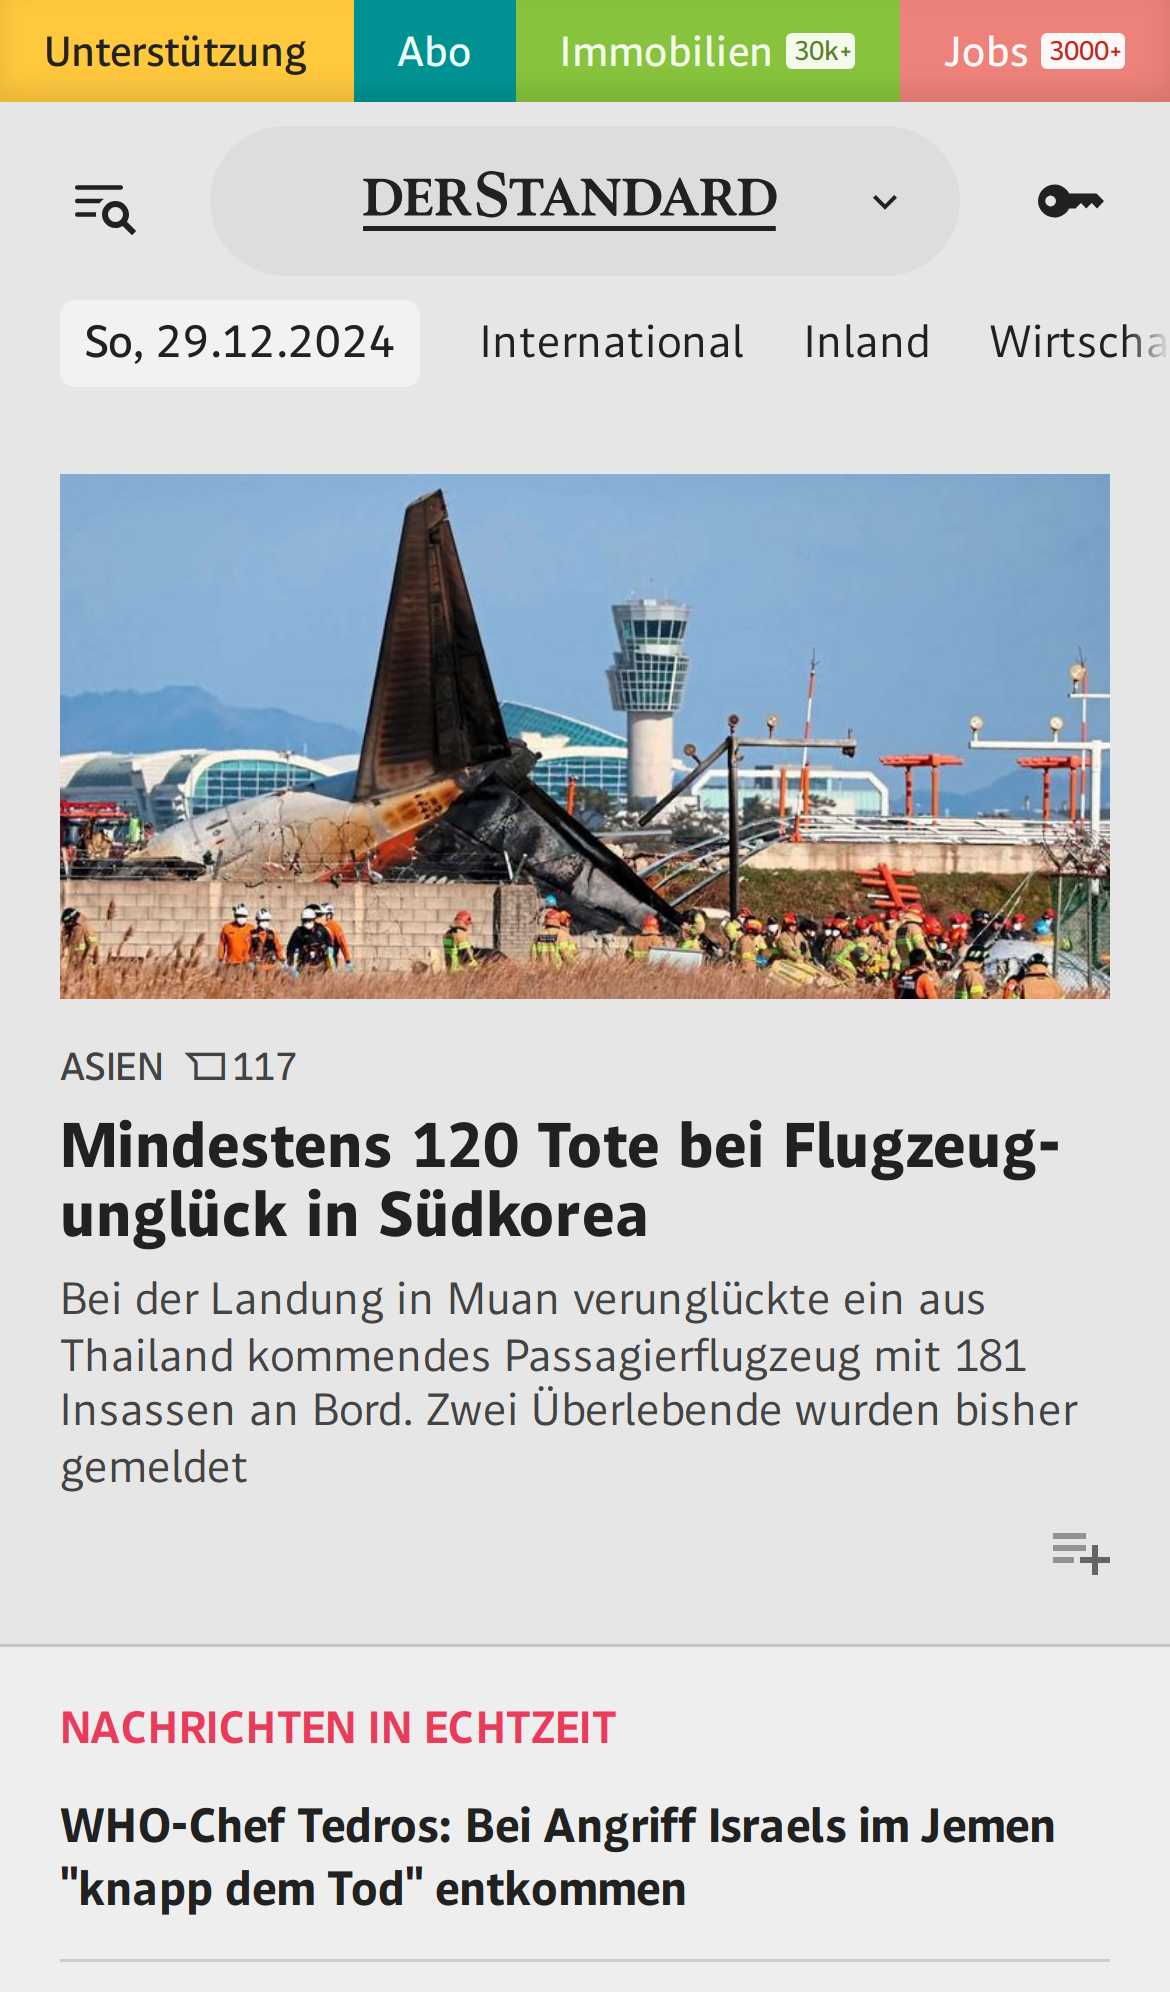 Unterstützung Abo Immobilien 30k+ Jobs 3000+
DERSTANDARD
So, 29.12.2024 International Inland Wirtscha
ASIEN 117
Mindestens 120 Tote bei Flugzeug-
unglück in Südkorea
Bei der Landung in Muan verunglückte ein aus
Thailand kommendes Passagierflugzeug mit 181
Insassen an Bord. Zwei Überlebende wurden bisher
gemeldet
NACHRICHTEN IN ECHTZEIT
WHO-Chef Tedros: Bei Angriff Israels im Jemen
"knapp dem Tod" entkommen